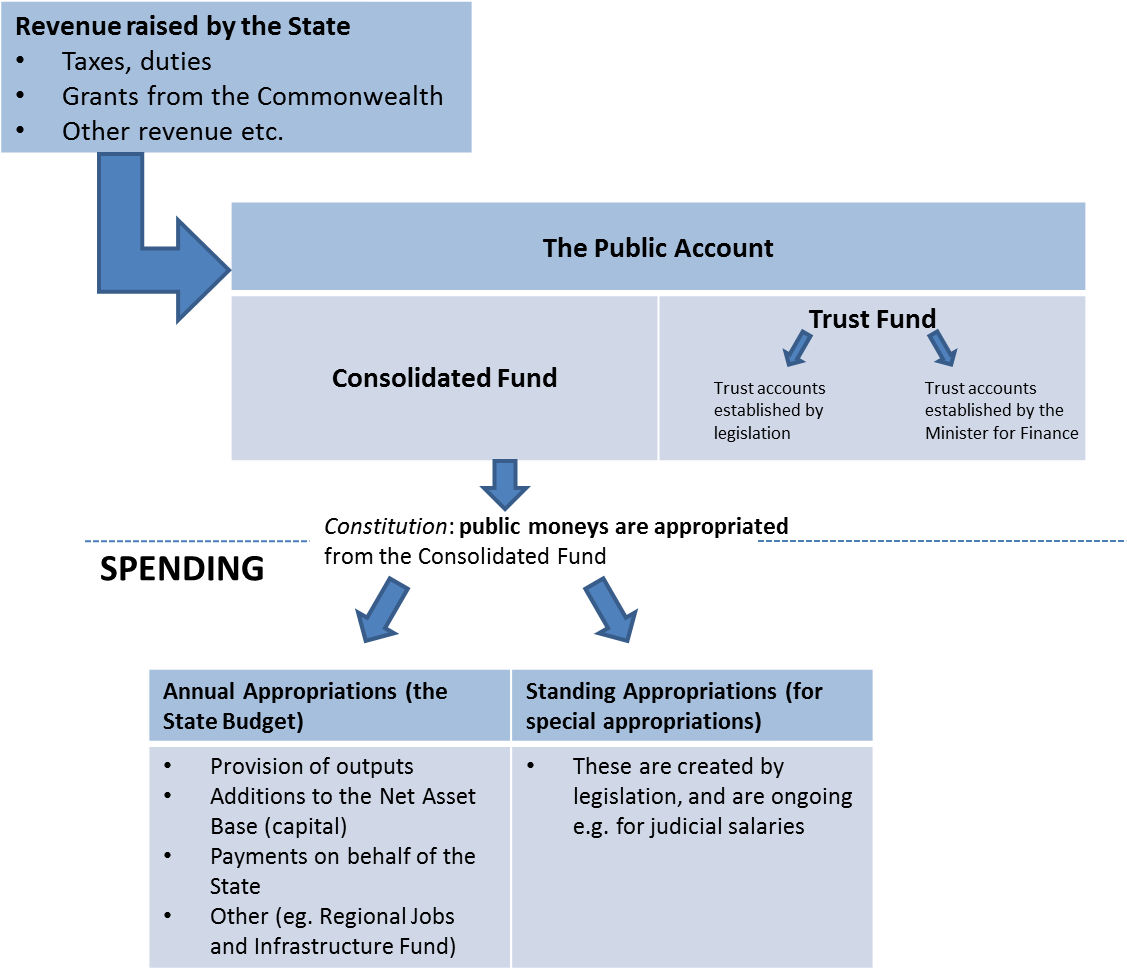 Revenue raised by the State
• Taxes, duties
• Grants from the Commonwealth
• Other revenue etc.
The Public Account
Consolidated Fund
Trust Fund
Trust accounts
established by
legislation
Trust accounts
established by the
Minister for Finance
Constitution: public moneys are appropriated
from the Consolidated Fund
SPENDING
Annual Appropriations (the
State Budget)
• Provision of outputs
• Additions to the Net Asset
Base (capital)
• Payments on behalf of the
State
• Other (eg. Regional Jobs
and Infrastructure Fund)
Standing Appropriations (for
special appropriations)
• These are created by
legislation, and are ongoing
e.g. for judicial salaries